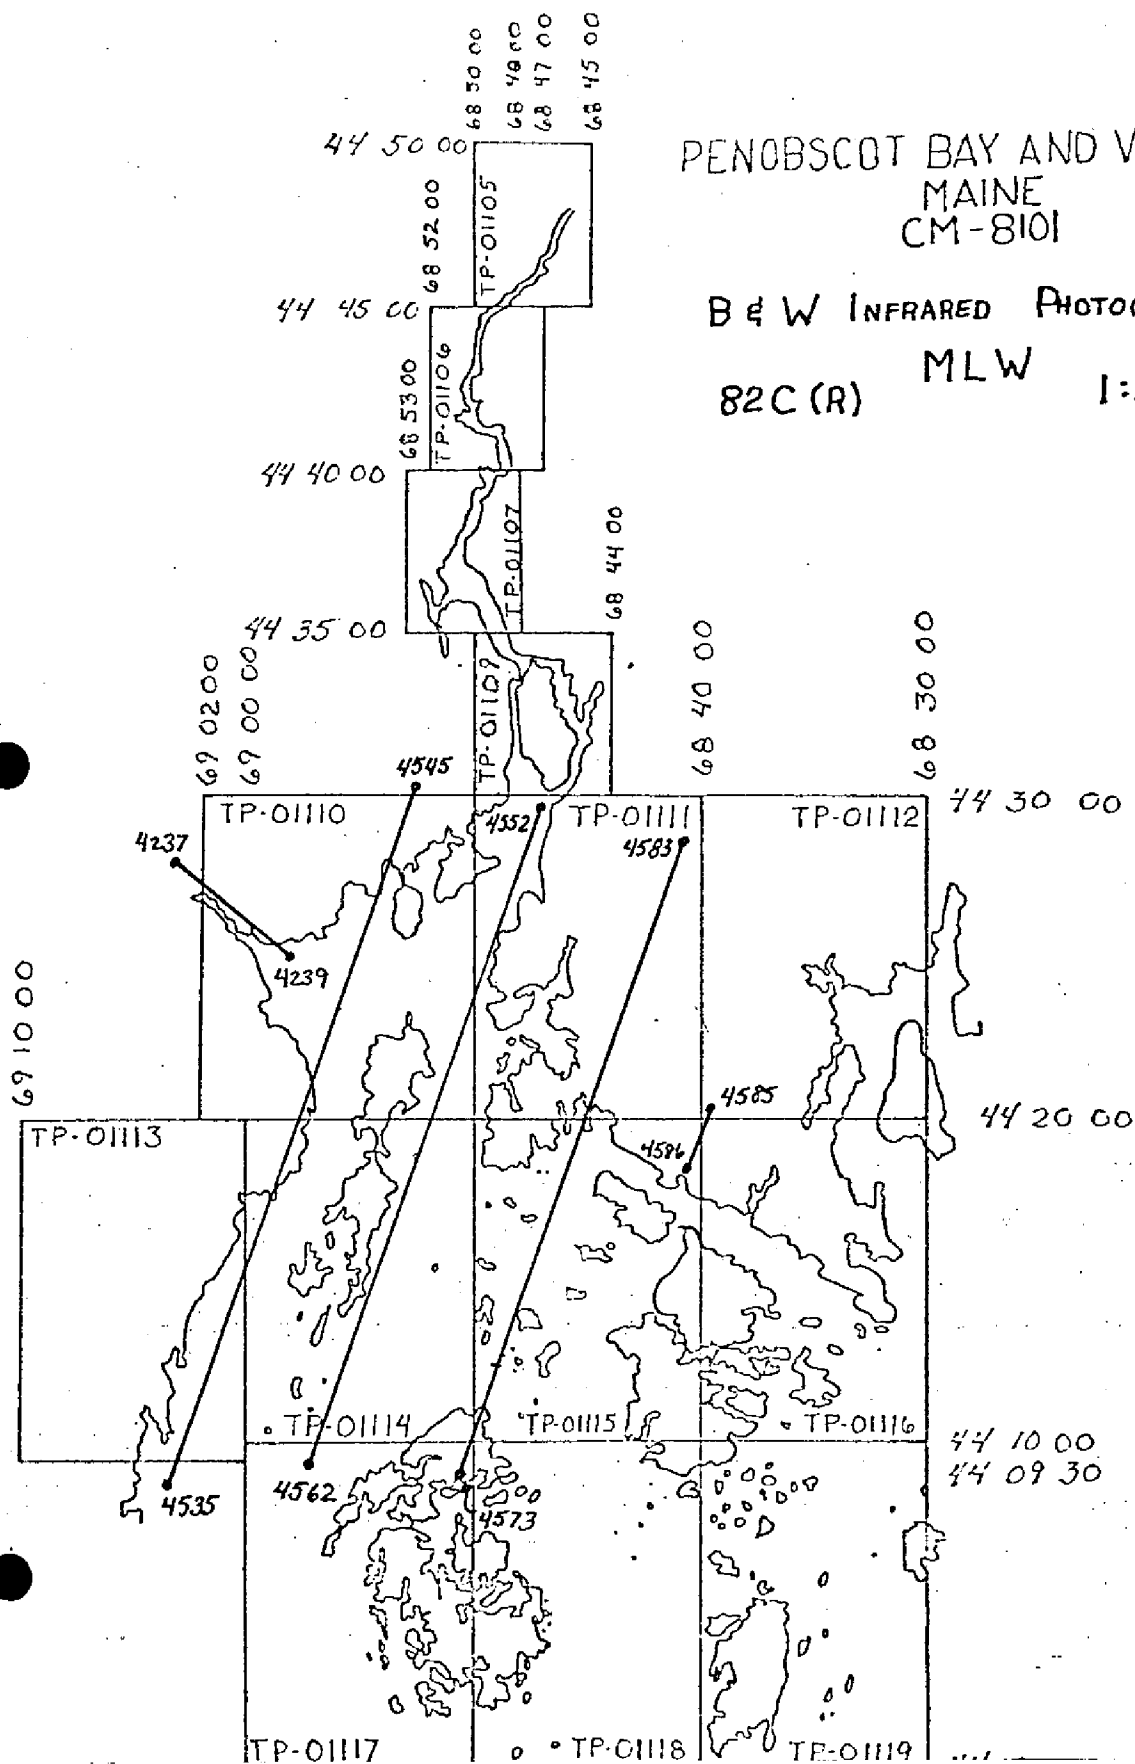 68 50 00
68 48 00
68 47 00
68 45 00
44 50 00
PENOBSCOT BAY AND V
MAINE
CM-8101
68 52 00
TP-01105
44 45 00
B & W INFRARED PHOTO
MLW
82C (R)
1:
68 53 00
TP-01106
44 40 00
TP-01107
68 44 00
44 35 00
69 02 00
69 00 00
TP-01109
68 40 00
68 30 00
4545
TP-01110
4552
TP-01111
TP-01112
44 30 00
4237
4583
4239
69 10 00
4585
44 20 00
TP-01113
4586
TP-01114
TP-01115
TP-01116
44 10 00
44 09 30
4535
4562
4573
TP-01117
TP-01118
TP-01119